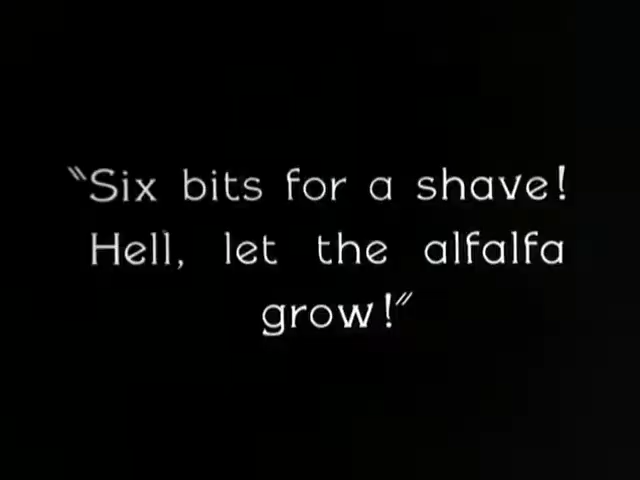 "Six bits for a shave!
Hell, let the alfalfa
grow!"